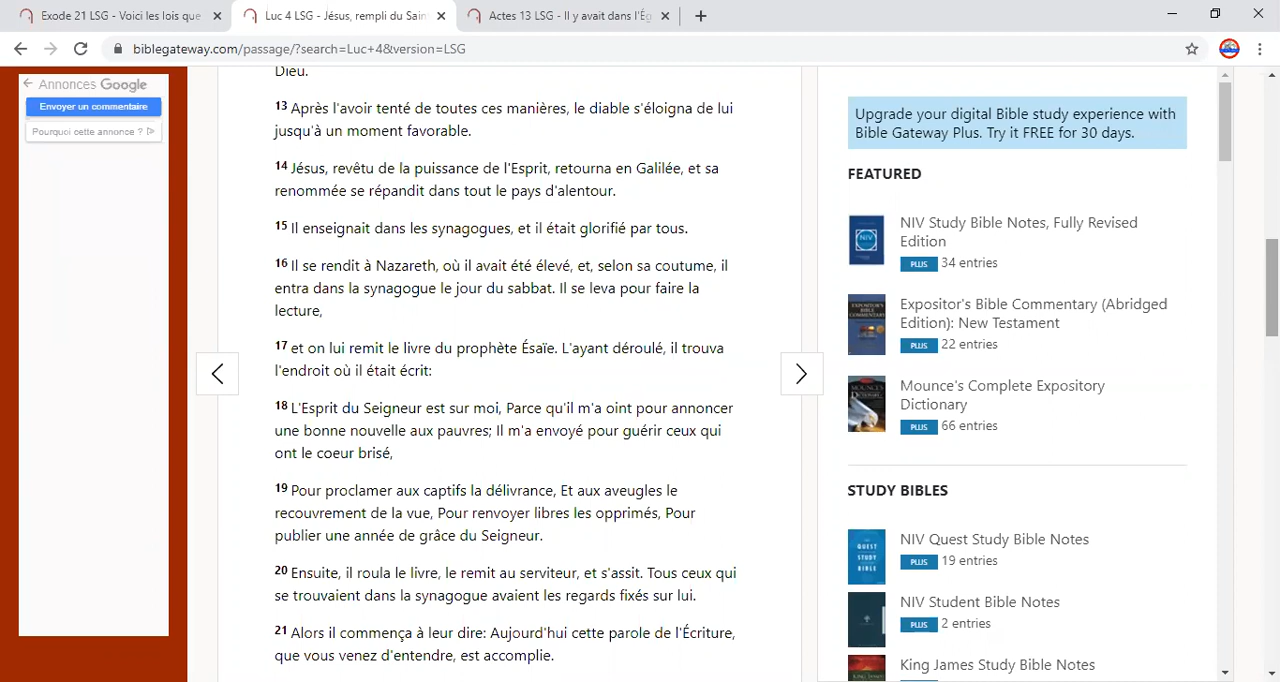 Exode 21 LSG - Voici les lois que
Luc 4 LSG - Jésus, rempli du Sain
Actes 13 LSG - Il y avait dans l'Ég
biblegateway.com/passage/?search=Luc+4&version=LSG
Annonces Google
Envoyer un commentaire
Pourquoi cette annonce ?
Dieu.
13 Après l'avoir tenté de toutes ces manières, le diable s'éloigna de lui
jusqu'à un moment favorable.
14 Jésus, revêtu de la puissance de l'Esprit, retourna en Galilée, et sa
renommée se répandit dans tout le pays d'alentour.
15 Il enseignait dans les synagogues, et il était glorifié par tous.
16 Il se rendit à Nazareth, où il avait été élevé, et, selon sa coutume, il
entra dans la synagogue le jour du sabbat. Il se leva pour faire la
lecture,
17 et on lui remit le livre du prophète Ésaïe. L'ayant déroulé, il trouva
l'endroit où il était écrit:
18 L'Esprit du Seigneur est sur moi, Parce qu'il m'a oint pour annoncer
une bonne nouvelle aux pauvres; Il m'a envoyé pour guérir ceux qui
ont le coeur brisé,
19 Pour proclamer aux captifs la délivrance, Et aux aveugles le
recouvrement de la vue, Pour renvoyer libres les opprimés, Pour
publier une année de grâce du Seigneur.
20 Ensuite, il roula le livre, le remit au serviteur, et s'assit. Tous ceux qui
se trouvaient dans la synagogue avaient les regards fixés sur lui.
21 Alors il commença à leur dire: Aujourd'hui cette parole de l'Écriture,
que vous venez d'entendre, est accomplie.
Upgrade your digital Bible study experience with
Bible Gateway Plus. Try it FREE for 30 days.
FEATURED
NIV Study Bible Notes, Fully Revised
Edition
PLUS 34 entries
Expositor's Bible Commentary (Abridged
Edition): New Testament
PLUS 22 entries
Mounce's Complete Expository
Dictionary
PLUS 66 entries
STUDY BIBLES
NIV Quest Study Bible Notes
PLUS 19 entries
NIV Student Bible Notes
PLUS 2 entries
King James Study Bible Notes